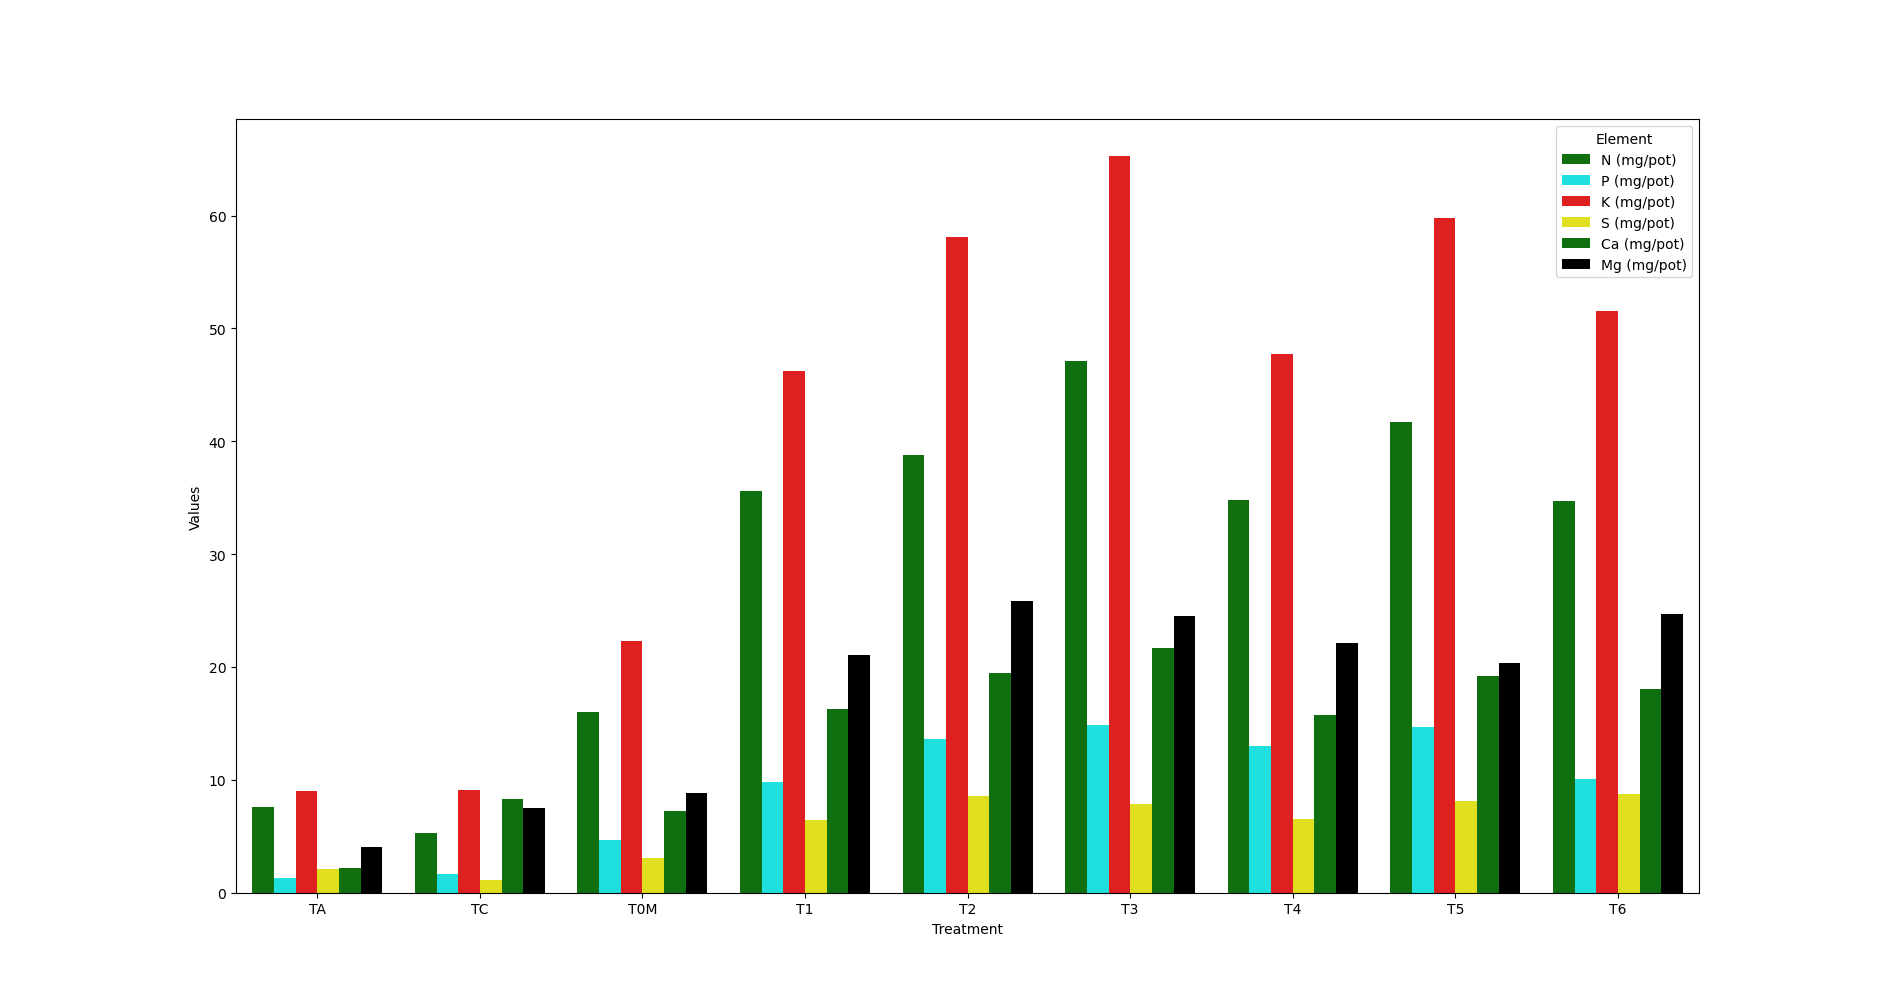 Element
N (mg/pot)
P (mg/pot)
K (mg/pot)
S (mg/pot)
Ca (mg/pot)
Mg (mg/pot)
Values
60
50
40
30
20
10
0
TA TC T0M T1 T2 T3 T4 T5 T6
Treatment